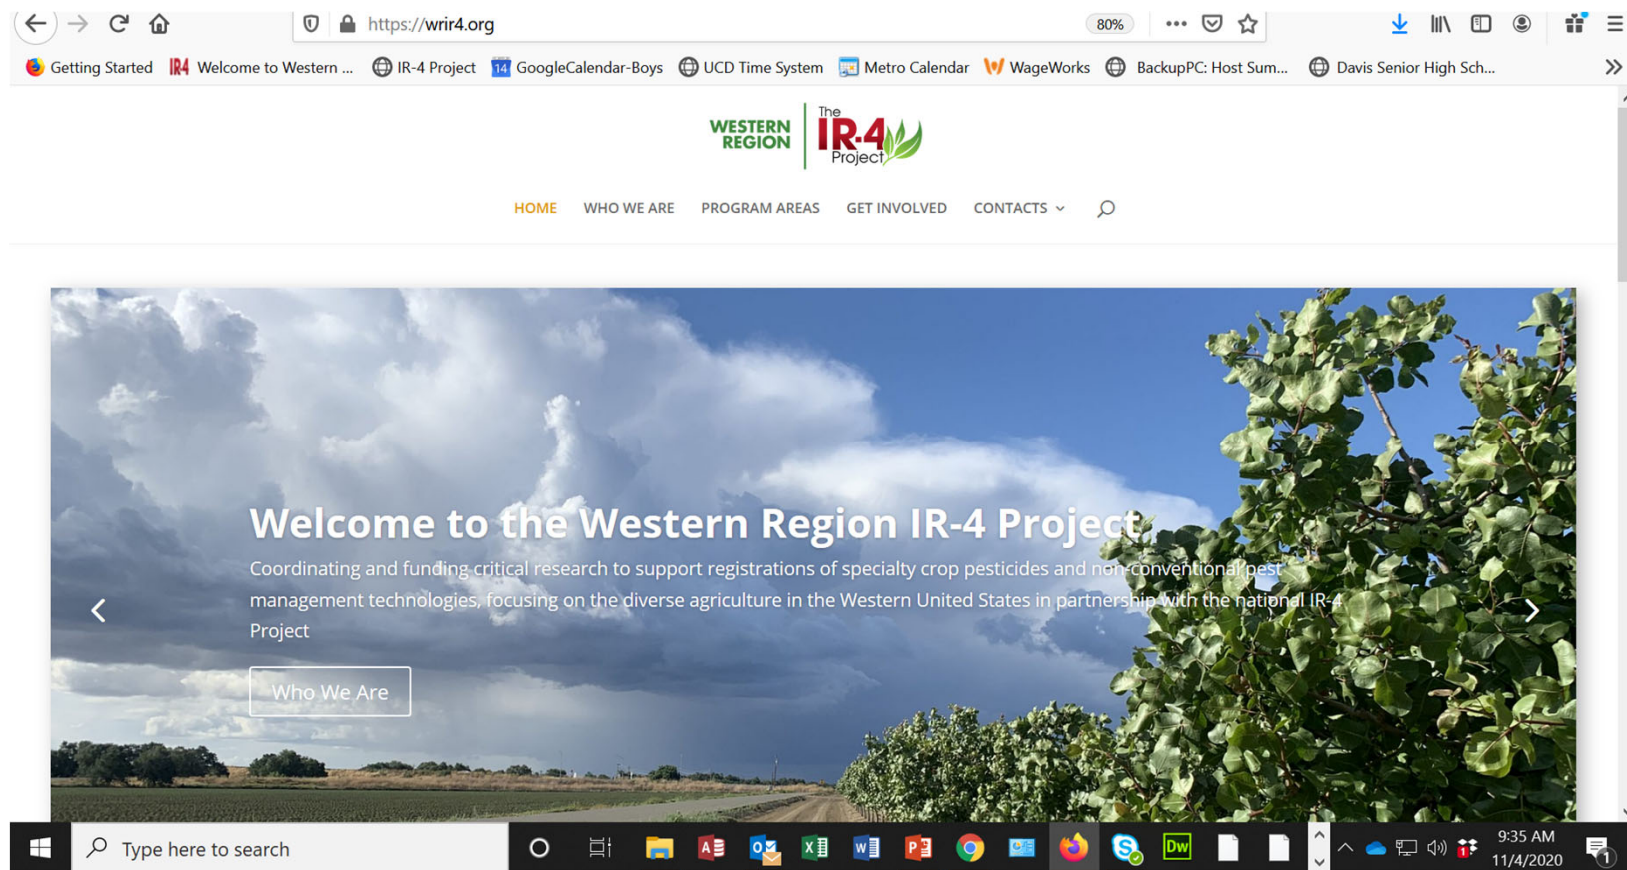 https://wrir4.org
80%
Getting Started
Welcome to Western ...
IR-4 Project
14
GoogleCalendar-Boys
UCD Time System
Metro Calendar
WageWorks
BackupPC: Host Sum...
Davis Senior High Sch...
WESTERN
REGION
The
IR-4
Project
HOME
WHO WE ARE
PROGRAM AREAS
GET INVOLVED
CONTACTS
Welcome to the Western Region IR-4 Project
Coordinating and funding critical research to support registrations of specialty crop pesticides and non-conventional pest
management technologies, focusing on the diverse agriculture in the Western United States in partnership with the national IR-4
Project
Who We Are
Type here to search
Dw
9:35 AM
11/4/2020
1